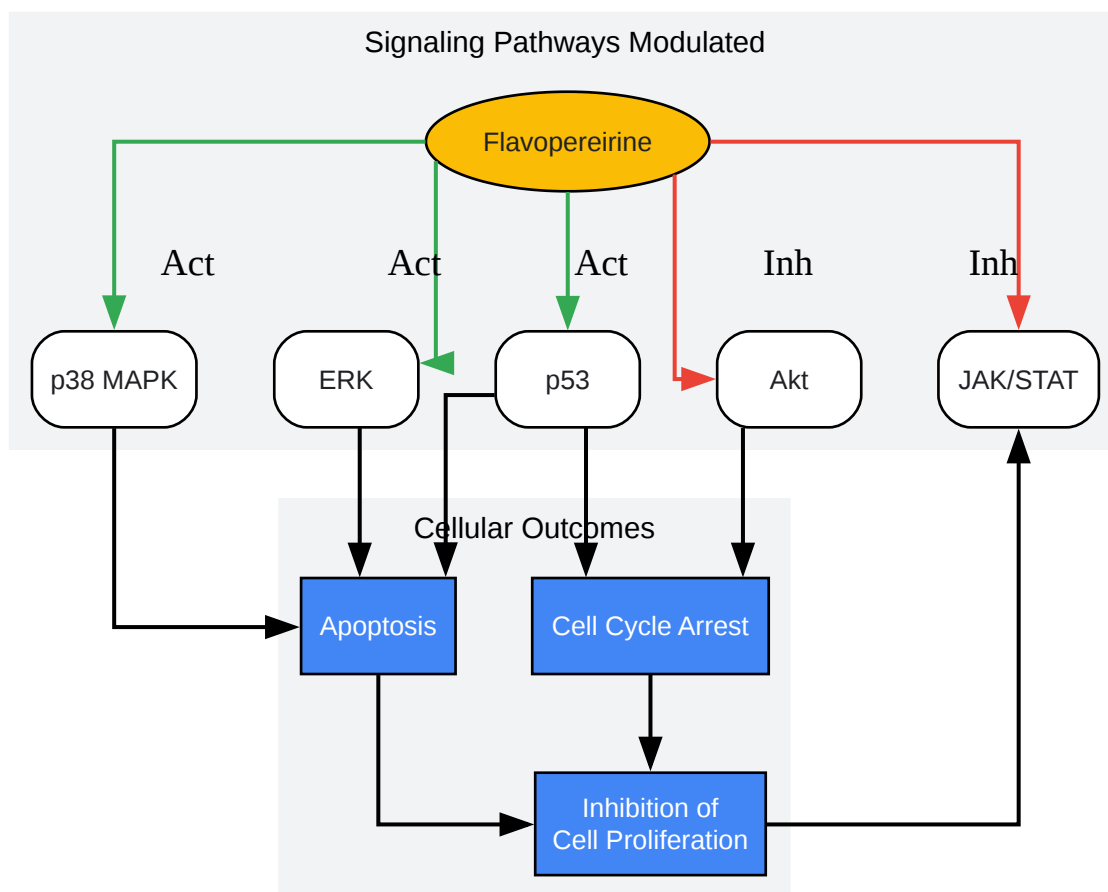 Signaling Pathways Modulated
Flavopereirine
Act
Act
Act
Inh
Inh
p38 MAPK
ERK
p53
Akt
JAK/STAT
Cellular Outcomes
Apoptosis
Cell Cycle Arrest
Inhibition of
Cell Proliferation